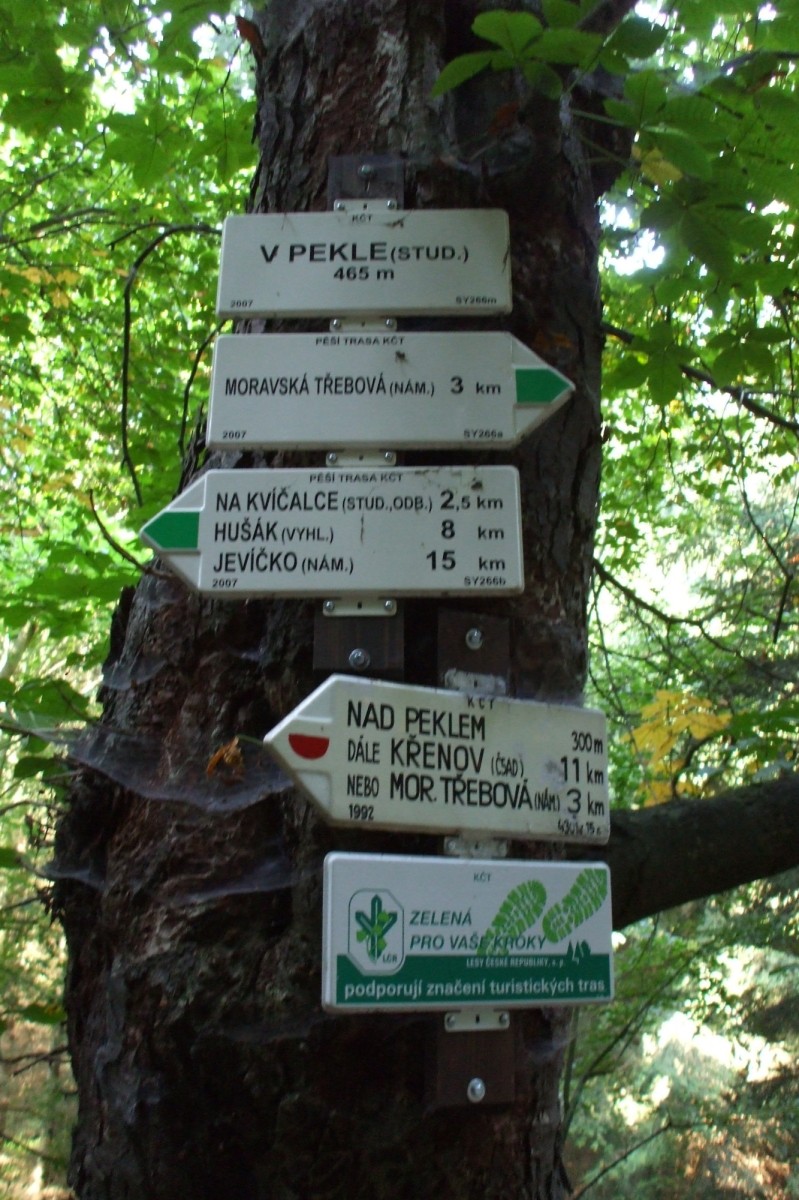 KČT
V PEKLE (STUD.)
465 m
2007 SY266m
PĚŠÍ TRASA KČT
MORAVSKÁ TŘEBOVÁ (NÁM.) 3 km
2007 SY266a
PĚŠÍ TRASA KČT
NA KVÍČALCE (STUD.,ODB.) 2,5 km
HUŠÁK (VYHL.) 8 km
JEVÍČKO (NÁM.) 15 km
2007 SY266b
KČT
NAD PEKLEM 300 m
DÁLE KŘENOV (ČSAD) 11 km
NEBO MOR. TŘEBOVÁ (NÁM.) 3 km
1992
KČT
ZELENÁ
PRO VAŠE KROKY
LČR
LESY ČESKÉ REPUBLIKY, s. p.
podporují značení turistických tras